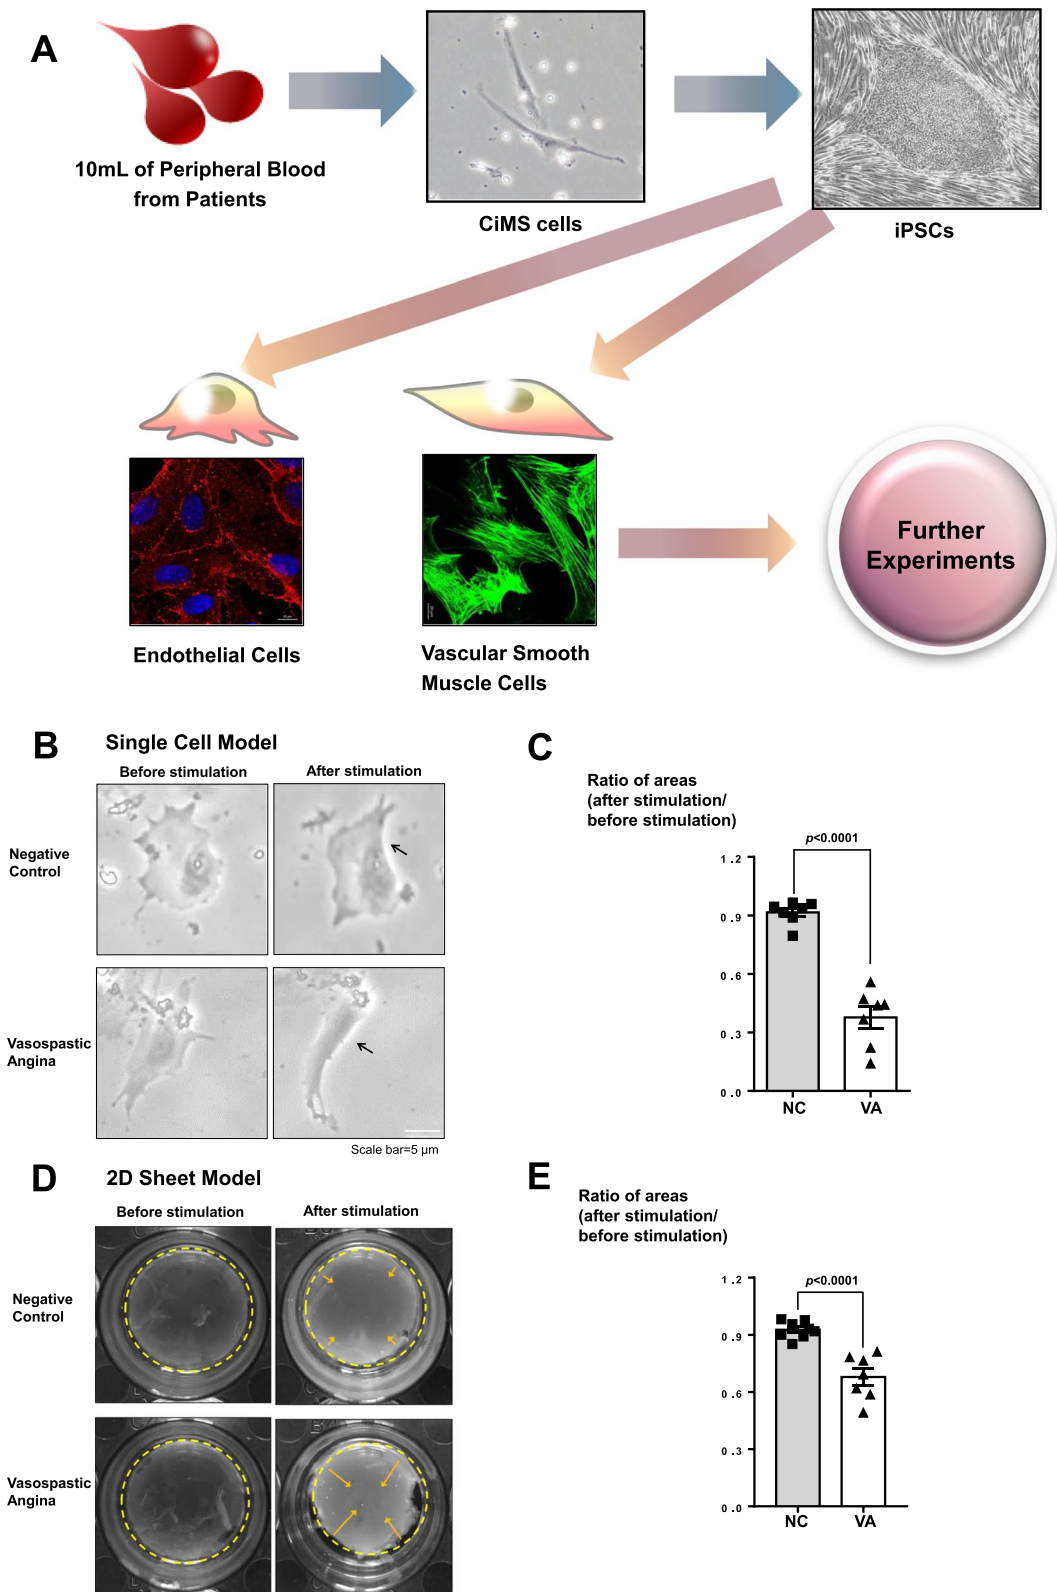 A
10mL of Peripheral Blood
from Patients
CiMS cells
iPSCs
Endothelial Cells
Vascular Smooth
Muscle Cells
Further
Experiments
B
Single Cell Model
Before stimulation
After stimulation
Negative
Control
Vasospastic
Angina
Scale bar=5 μm
C
Ratio of areas
(after stimulation/
before stimulation)
p<0.0001
1.2
0.9
0.6
0.3
0.0
NC
VA
D
2D Sheet Model
Before stimulation
After stimulation
Negative
Control
Vasospastic
Angina
E
Ratio of areas
(after stimulation/
before stimulation)
p<0.0001
1.2
0.9
0.6
0.3
0.0
NC
VA